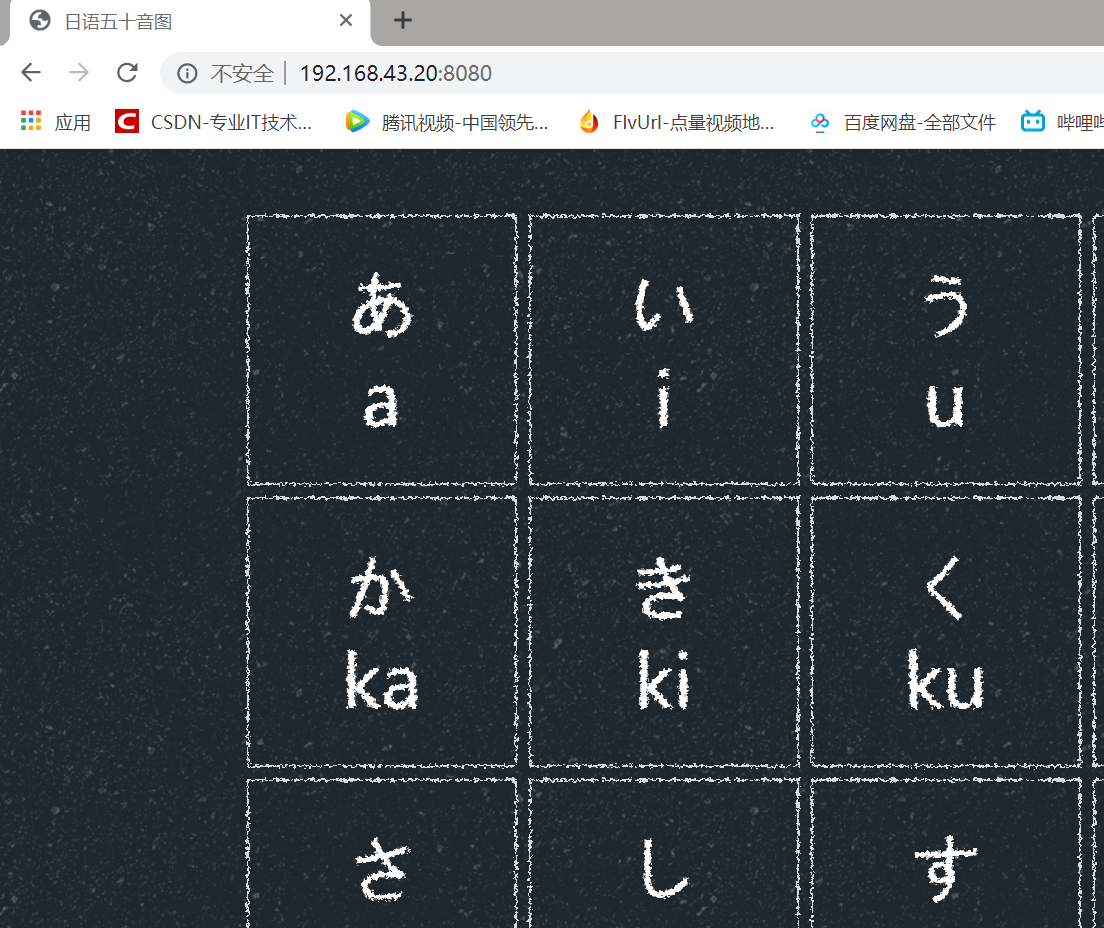 日语五十音图
不安全 192.168.43.20:8080
应用 CSDN-专业IT技术... 腾讯视频-中国领先... FlvUrl-点量视频地... 百度网盘-全部文件 哔哩
あ い う
a i u
か き く
ka ki ku
さ し す